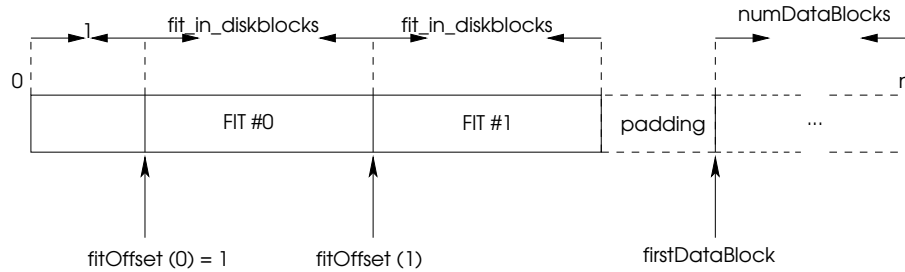 numDataBlocks
1 fit_in_diskblocks fit_in_diskblocks
0
FIT #0 FIT #1 padding ...
fitOffset (0) = 1 fitOffset (1) firstDataBlock